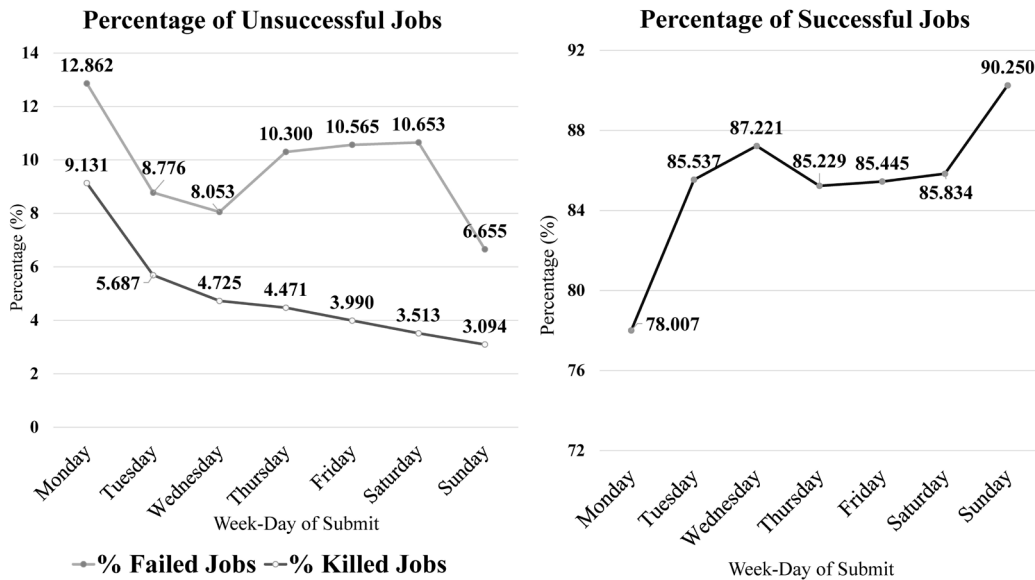 Percentage of Unsuccessful Jobs
14
12
10
8
6
4
2
0
Percentage (%)
12.862
8.776
8.053
10.300
10.565
10.653
6.655
9.131
5.687
4.725
4.471
3.990
3.513
3.094
Monday
Tuesday
Wednesday
Thursday
Friday
Saturday
Sunday
Week-Day of Submit
% Failed Jobs % Killed Jobs
Percentage of Successful Jobs
92
88
84
80
76
72
Percentage (%)
78.007
85.537
87.221
85.229
85.445
85.834
90.250
Monday
Tuesday
Wednesday
Thursday
Friday
Saturday
Sunday
Week-Day of Submit